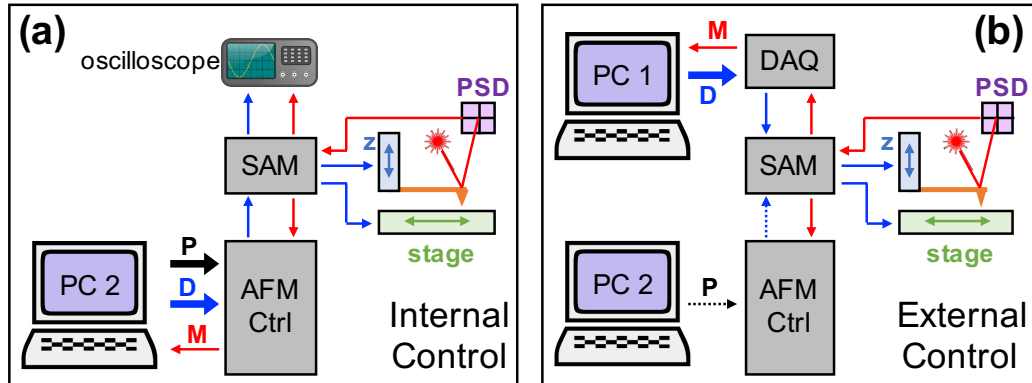 (a)
oscilloscope
PSD
z
SAM
stage
PC 2
P
D
M
AFM
Ctrl
Internal
Control
(b)
PC 1
M
D
DAQ
PSD
z
SAM
stage
PC 2
P
AFM
Ctrl
External
Control